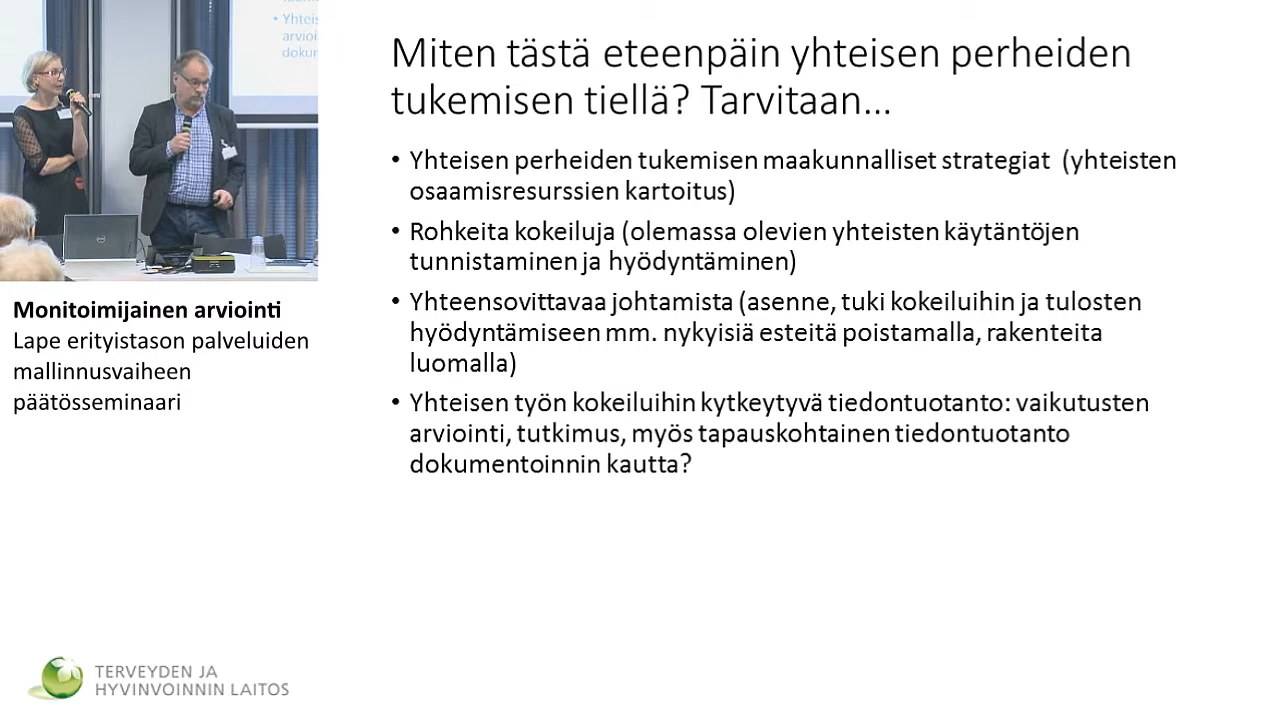 Miten tästä eteenpäin yhteisen perheiden
tukemisen tiellä? Tarvitaan...
• Yhteisen perheiden tukemisen maakunnalliset strategiat (yhteisten
osaamisresurssien kartoitus)
• Rohkeita kokeiluja (olemassa olevien yhteisten käytäntöjen
tunnistaminen ja hyödyntäminen)
• Yhteensovittavaa johtamista (asenne, tuki kokeiluihin ja tulosten
hyödyntämiseen mm. nykyisiä esteitä poistamalla, rakenteita
luomalla)
• Yhteisen työn kokeiluihin kytkeytyvä tiedontuotanto: vaikutusten
arviointi, tutkimus, myös tapauskohtainen tiedontuotanto
dokumentoinnin kautta?
Monitoimijainen arviointi
Lape erityistason palveluiden
mallinnusvaiheen
päätösseminaari
TERVEYDEN JA
HYVINVOINNIN LAITOS